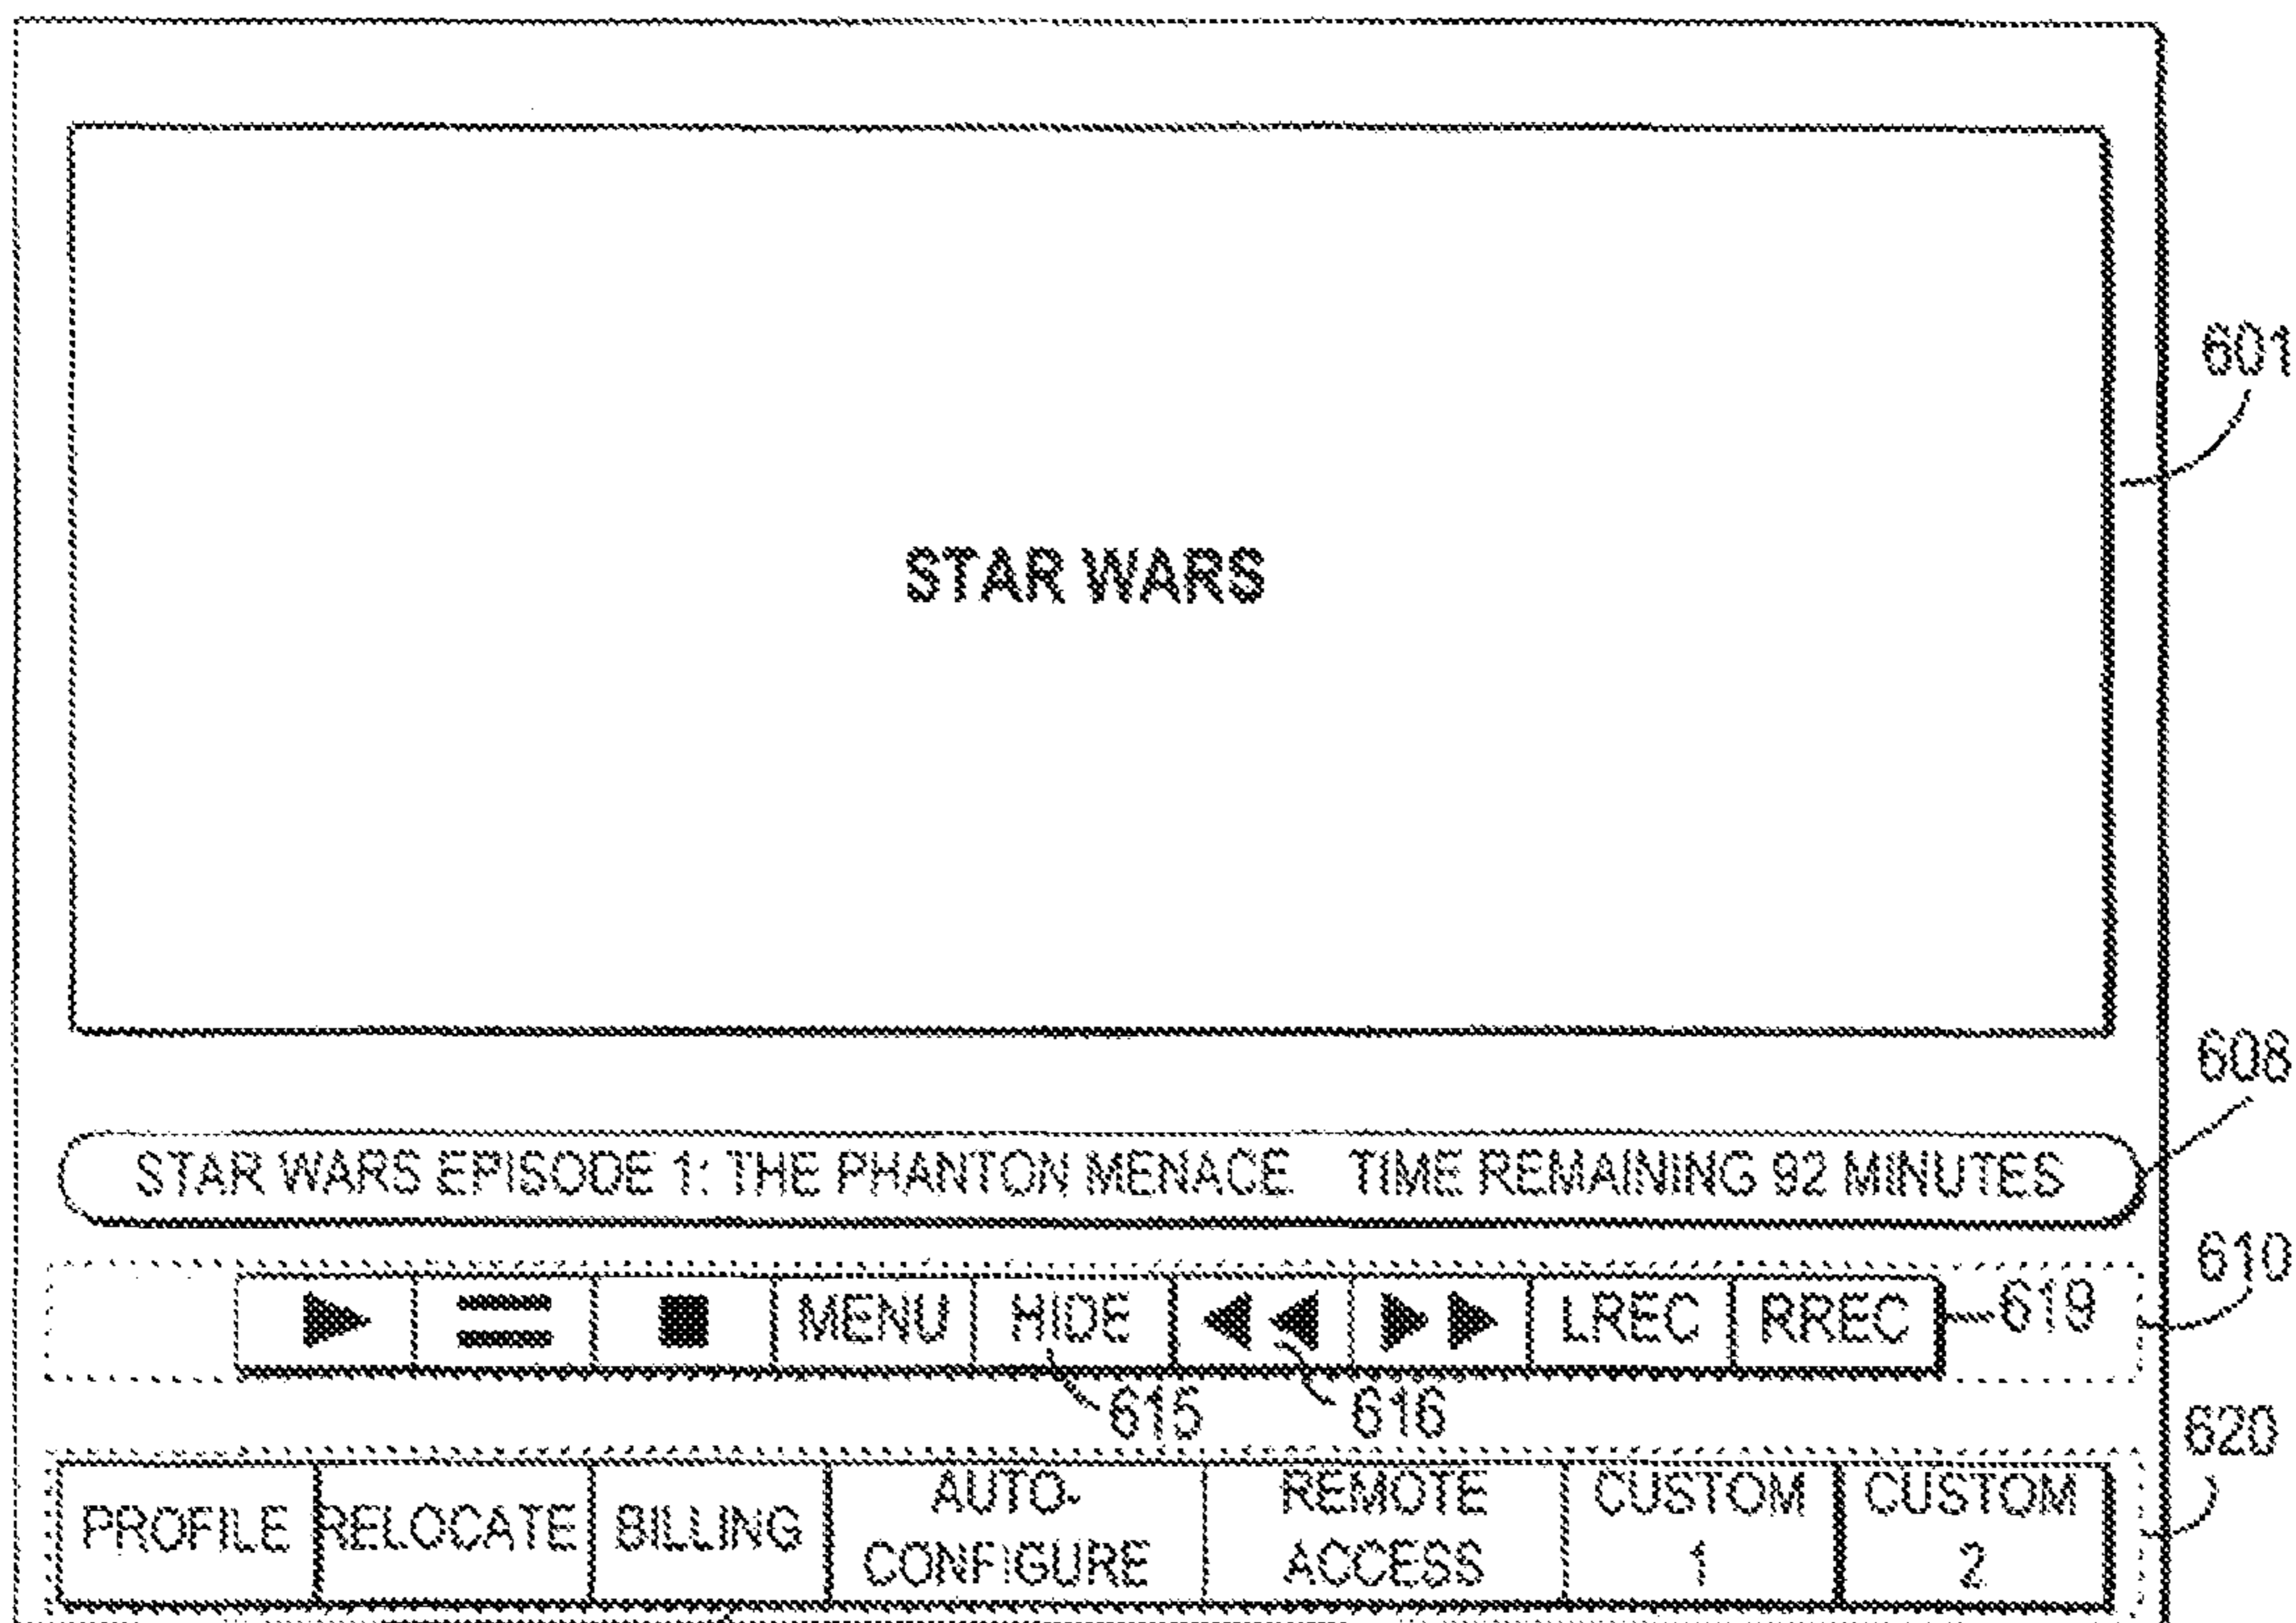 601
STAR WARS
608
STAR WARS EPISODE 1: THE PHANTON MENACE TIME REMAINING 92 MINUTES
610
MENU HIDE LREC RREC 619
615 616
620
PROFILE RELOCATE BILLING AUTO-CONFIGURE REMOTE ACCESS CUSTOM 1 CUSTOM 2